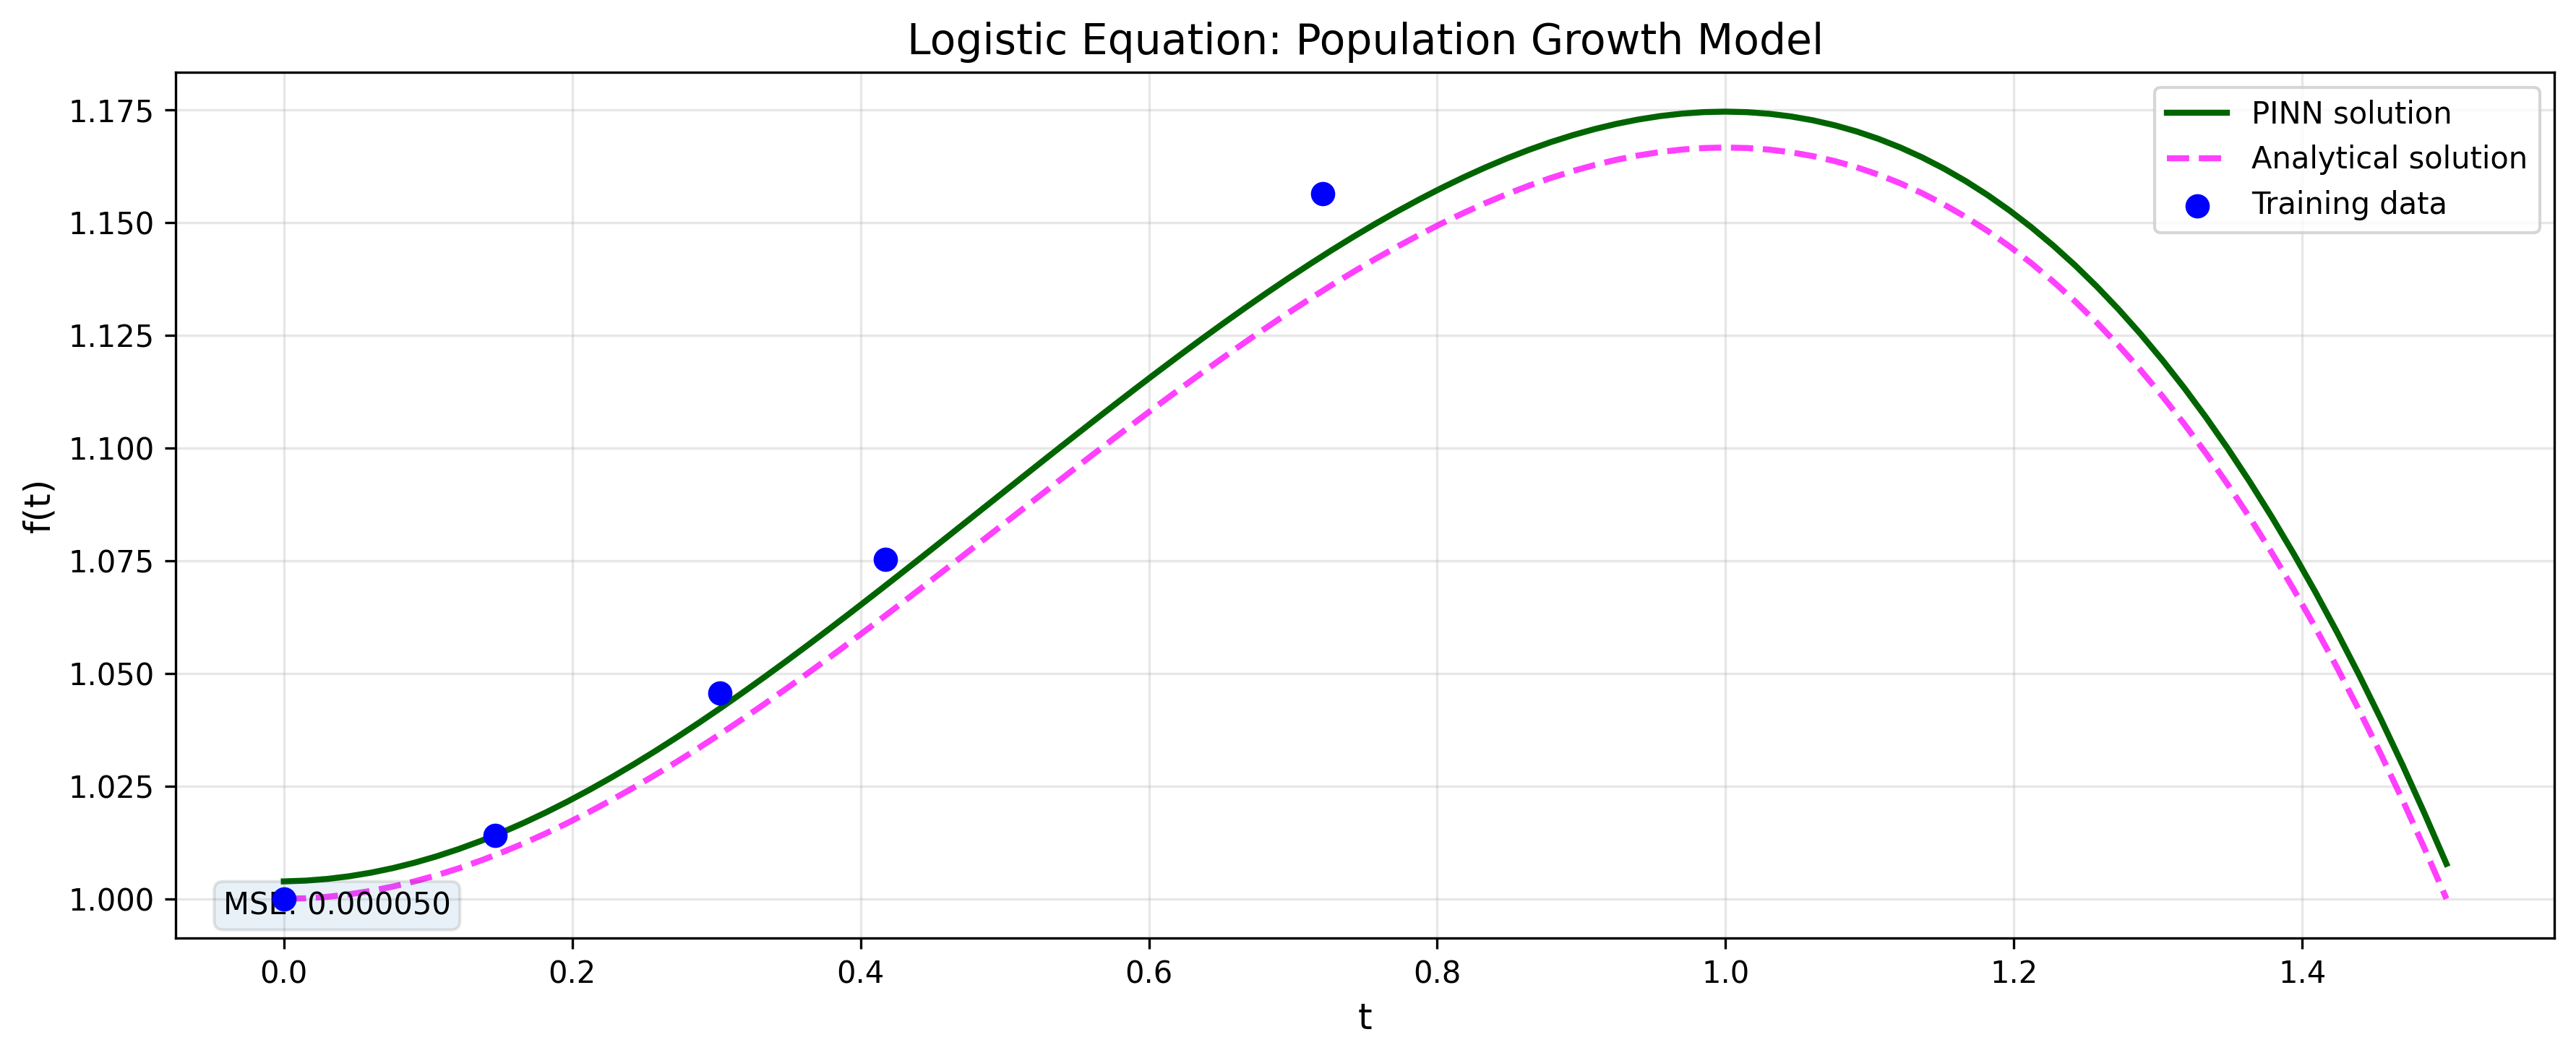 Logistic Equation: Population Growth Model
1.175
1.150
1.125
1.100
1.075
1.050
1.025
1.000
f(t)
PINN solution
Analytical solution
Training data
MSE: 0.000050
0.0 0.2 0.4 0.6 0.8 1.0 1.2 1.4
t